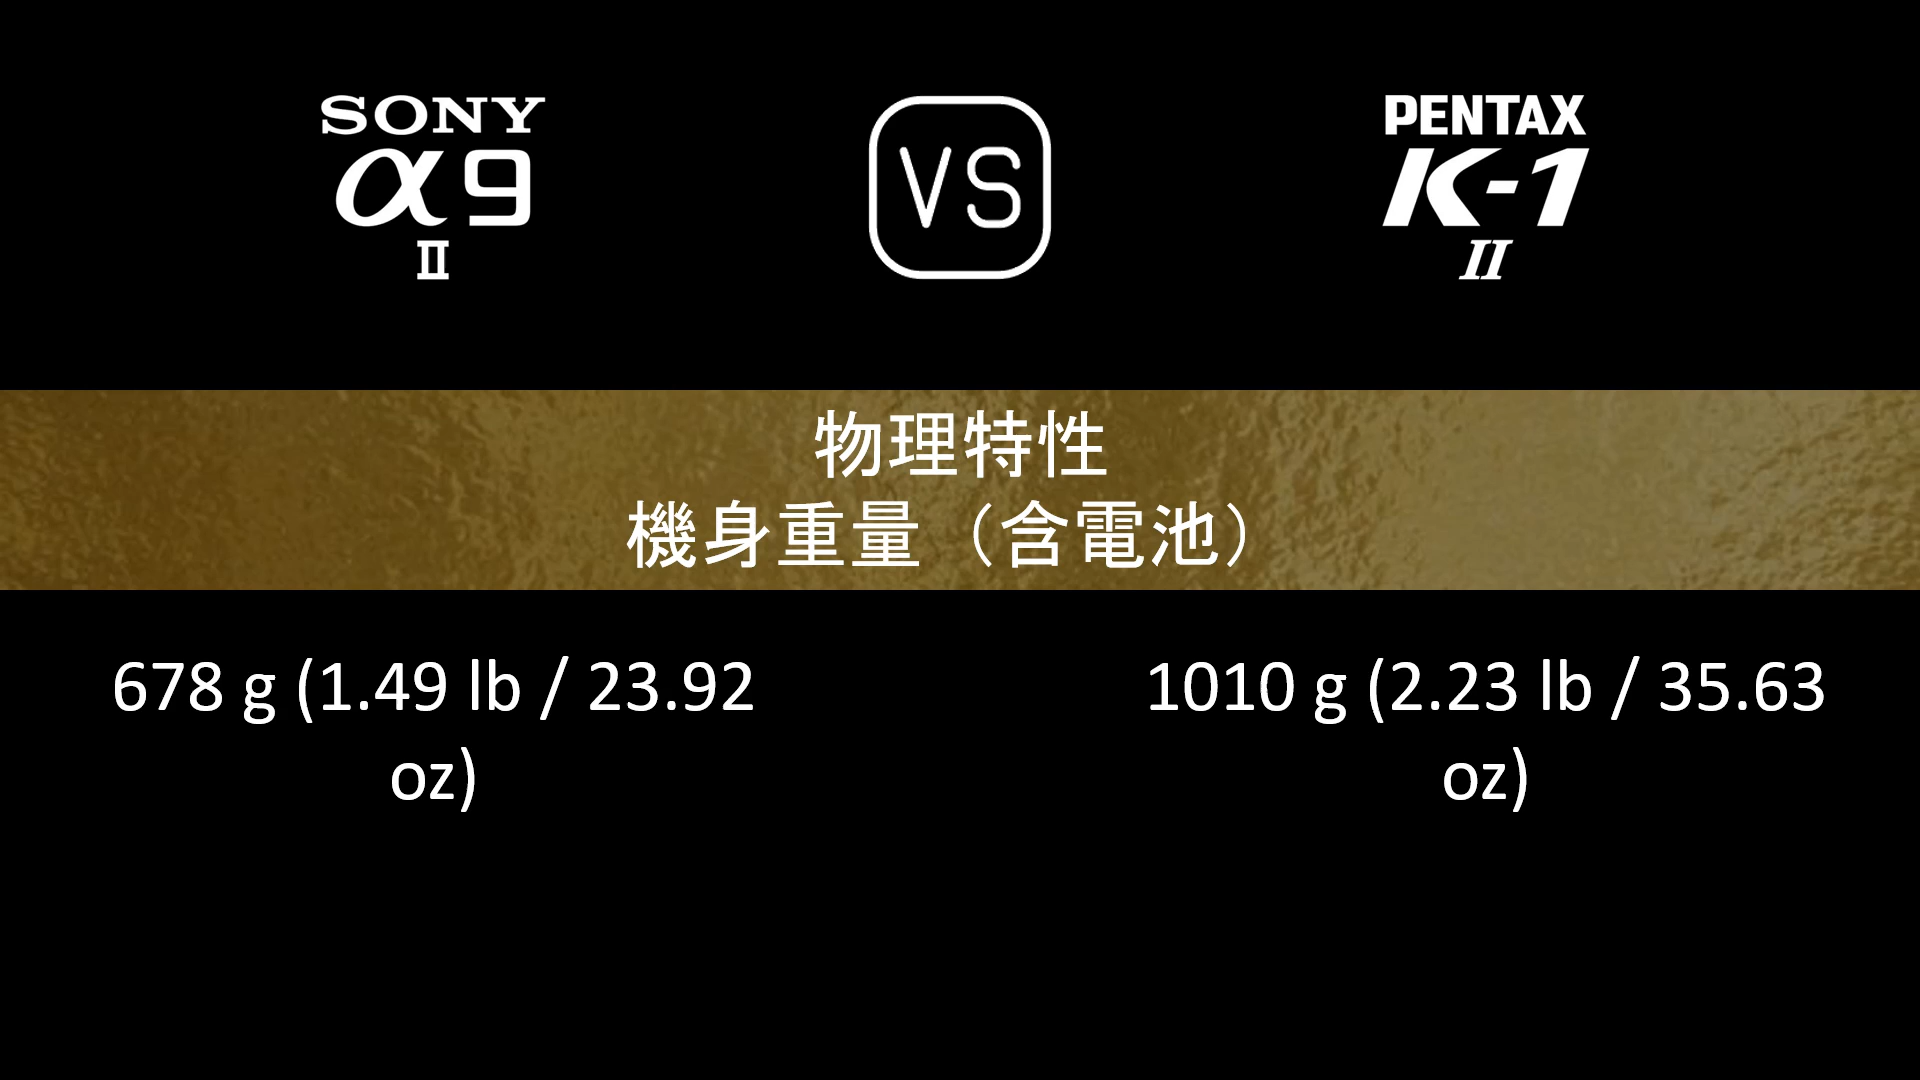 SONY
α9
II
VS
PENTAX
K-1
II
物理特性
機身重量（含電池）
678 g (1.49 lb / 23.92
oz)
1010 g (2.23 lb / 35.63
oz)